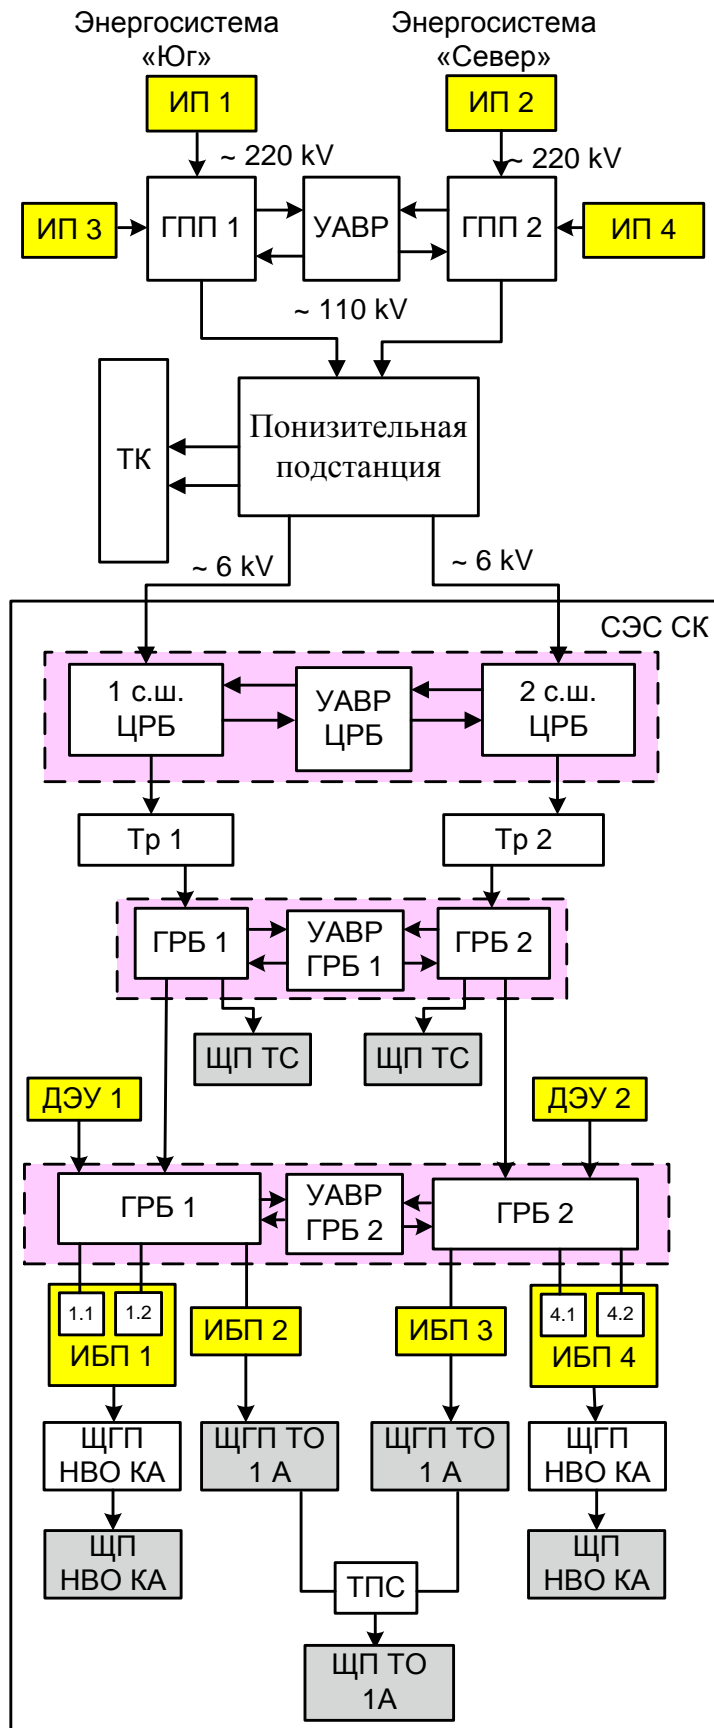 Энергосистема
«Юг»
Энергосистема
«Север»
ИП 1
ИП 2
~ 220 kV
~ 220 kV
ИП 3
ГПП 1
УАВР
ГПП 2
ИП 4
~ 110 kV
ТК
Понизительная
подстанция
~ 6 kV
~ 6 kV
СЭС СК
1 с.ш.
ЦРБ
УАВР
ЦРБ
2 с.ш.
ЦРБ
Тр 1
Тр 2
ГРБ 1
УАВР
ГРБ 1
ГРБ 2
ЩП ТС
ЩП ТС
ДЭУ 1
ДЭУ 2
ГРБ 1
УАВР
ГРБ 2
ГРБ 2
1.1
1.2
ИБП 1
ИБП 2
ИБП 3
4.1
4.2
ИБП 4
ЩГП
НВО КА
ЩГП ТО
1 А
ЩГП ТО
1 А
ЩГП
НВО КА
ЩП
НВО КА
ЩП
НВО КА
ТПС
ЩП ТО
1А